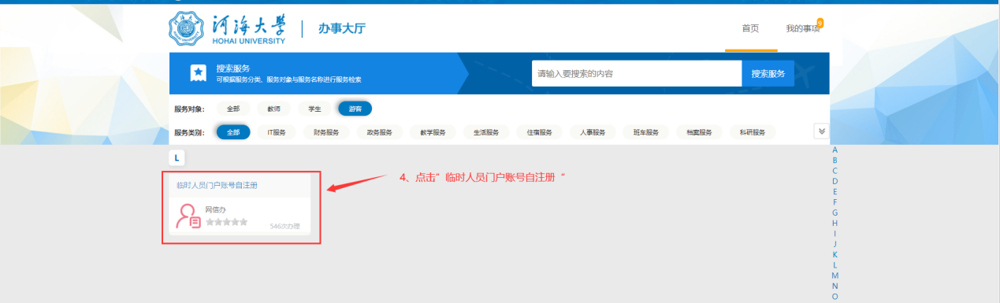 河海大學
HOHAI UNIVERSITY
办事大厅
首页
我的事项
9
搜索服务
可根据服务分类、服务对象与服务名称进行服务检索
请输入要搜索的内容
搜索服务
服务对象: 全部 教师 学生 游客
服务类别: 全部 IT服务 财务服务 政务服务 教学服务 生活服务 住宿服务 人事服务 班车服务 档案服务 科研服务
L
临时人员门户账号自注册
网信办
546次办理
4、点击”临时人员门户账号自注册“
A
B
C
D
E
F
G
H
I
J
K
L
M
N
O